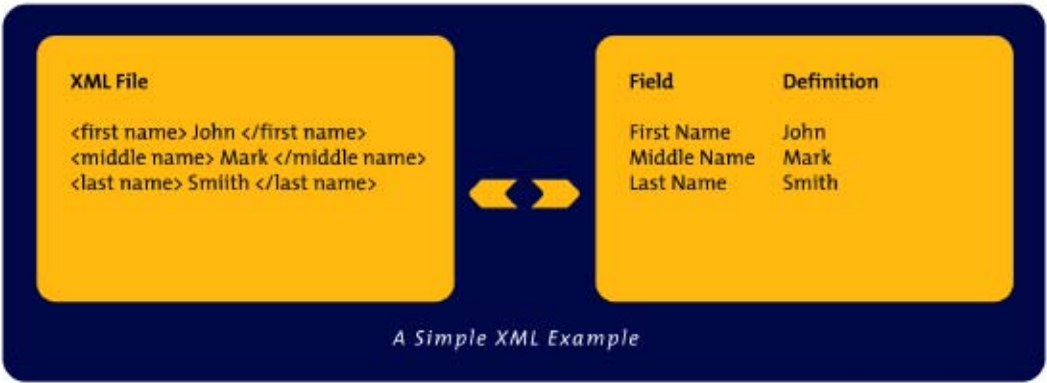 XML File
<first name> John </first name>
<middle name> Mark </middle name>
<last name> Smiith </last name>
Field Definition
First Name John
Middle Name Mark
Last Name Smith
A Simple XML Example